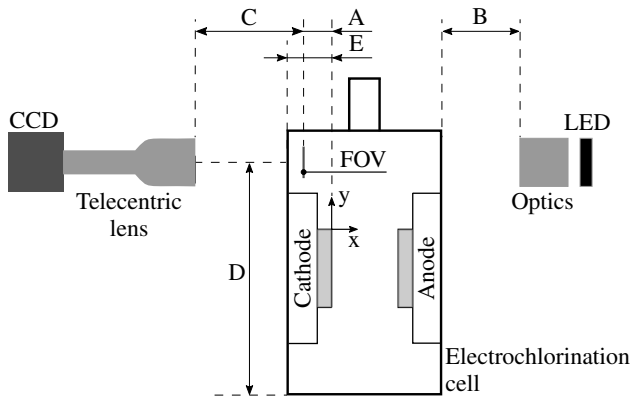 C
A
B
E
CCD
LED
FOV
Telecentric
lens
Optics
y
x
D
Cathode
Anode
Electrochlorination
cell